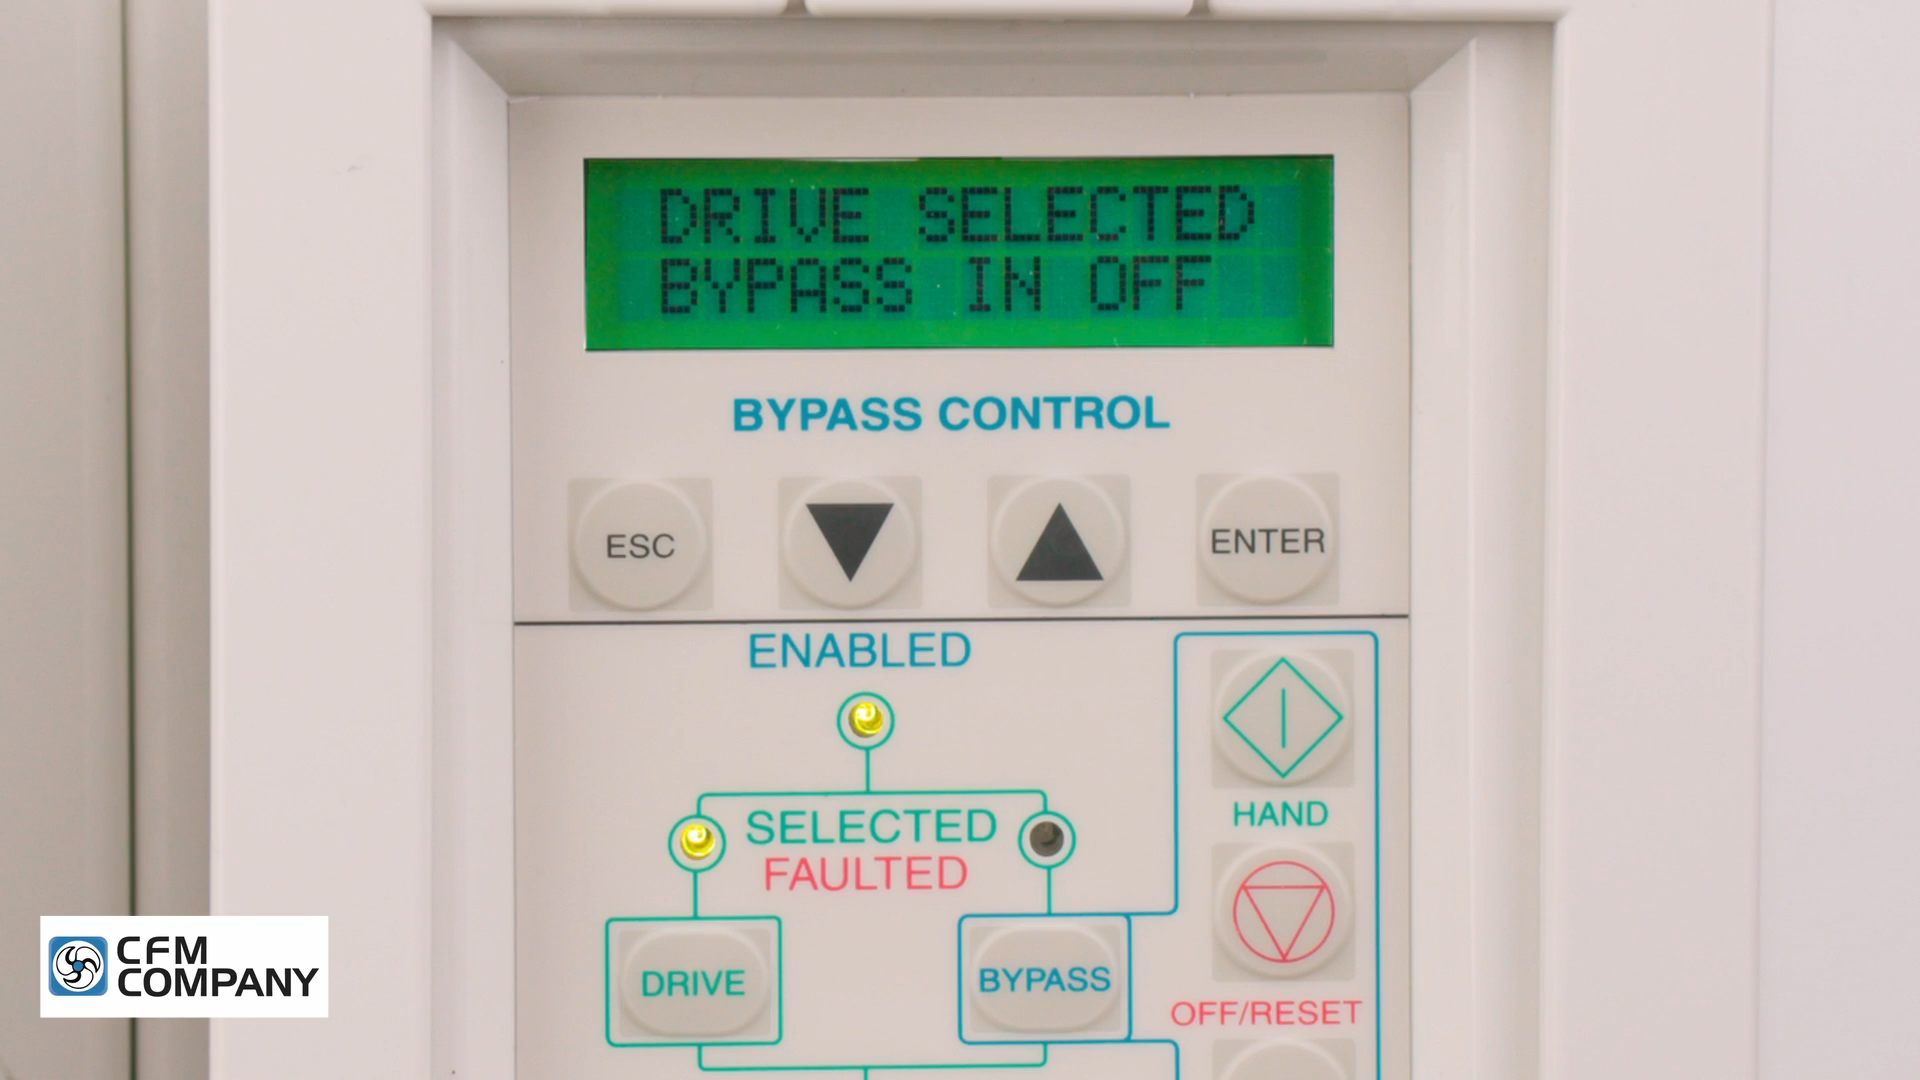 DRIVE SELECTED
BYPASS IN OFF
BYPASS CONTROL
ESC
ENTER
ENABLED
SELECTED
FAULTED
HAND
DRIVE
BYPASS
OFF/RESET
CFM
COMPANY